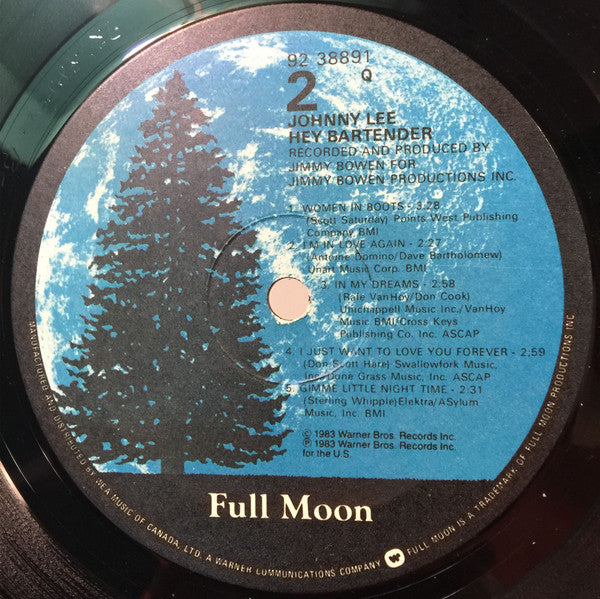 92 38891
Q
2
JOHNNY LEE
HEY BARTENDER
RECORDED AND PRODUCED BY
JIMMY BOWEN FOR
JIMMY BOWEN PRODUCTIONS INC.
1. WOMEN IN BOOTS - 3:28
(Scott Saturday) Points West Publishing
Company BMI
2. I'M IN LOVE AGAIN - 2:27
(Antoine Domino/Dave Bartholomew)
Unart Music Corp. BMI
3. IN MY DREAMS - 2:58
(Rafe VanHoy/Don Cook)
Unichappell Music Inc./VanHoy
Music BMI/Cross Keys
Publishing Co. Inc. ASCAP
4. I JUST WANT TO LOVE YOU FOREVER - 2:59
(Don Scott Hare) Swallowfork Music,
Inc./Dune Grass Music, Inc. ASCAP
5. GIMME LITTLE NIGHT TIME - 2:31
(Sterling Whipple) Elektra/ASylum
Music, Inc. BMI
© 1983 Warner Bros. Records Inc.
℗ 1983 Warner Bros. Records Inc.
for the U.S
Full Moon
MANUFACTURED AND DISTRIBUTED BY WEA MUSIC OF CANADA, LTD. A WARNER COMMUNICATIONS COMPANY
FULL MOON IS A TRADEMARK OF FULL MOON PRODUCTIONS INC